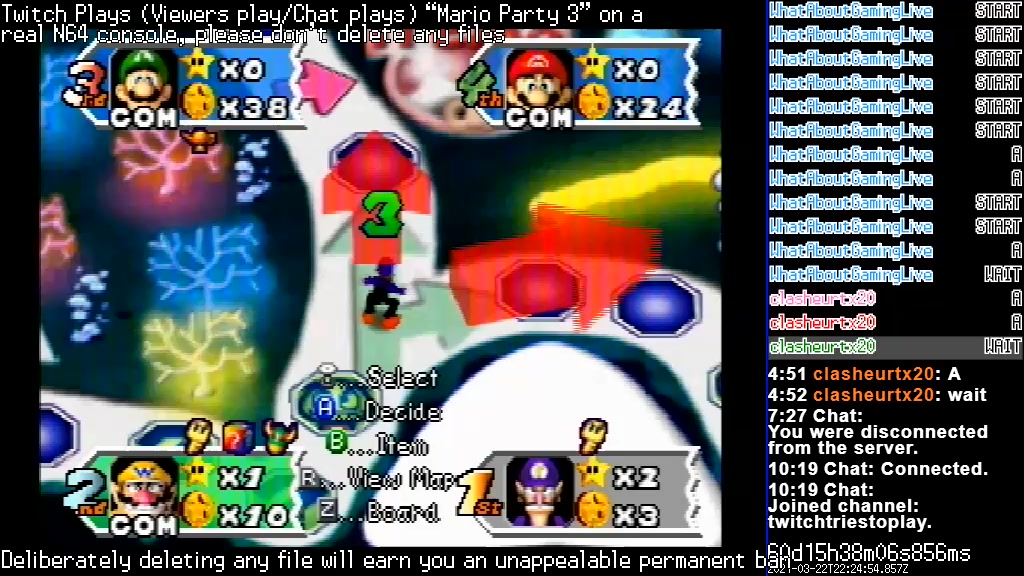 Twitch Plays (Viewers play/Chat plays) “Mario Party 3” on a
real N64 console, please don't delete any files
3rd
x0
x38
COM
4th
x0
x24
COM
3
Select
A...Decide
B...Item
R...View Map
Z...Board
2nd
x1
x10
COM
1st
x2
x3
Deliberately deleting any file will earn you an unappealable permanent ban
WhatAboutGamingLive START
WhatAboutGamingLive START
WhatAboutGamingLive START
WhatAboutGamingLive START
WhatAboutGamingLive START
WhatAboutGamingLive START
WhatAboutGamingLive A
WhatAboutGamingLive A
WhatAboutGamingLive START
WhatAboutGamingLive START
WhatAboutGamingLive A
WhatAboutGamingLive WAIT
clasheurtx20 A
clasheurtx20 A
clasheurtx20 WAIT
4:51 clasheurtx20: A
4:52 clasheurtx20: wait
7:27 Chat:
You were disconnected
from the server.
10:19 Chat: Connected.
10:19 Chat:
Joined channel:
twitchtriestoplay.
60d15h38m06s856ms
2021-03-22T22:24:54.857Z